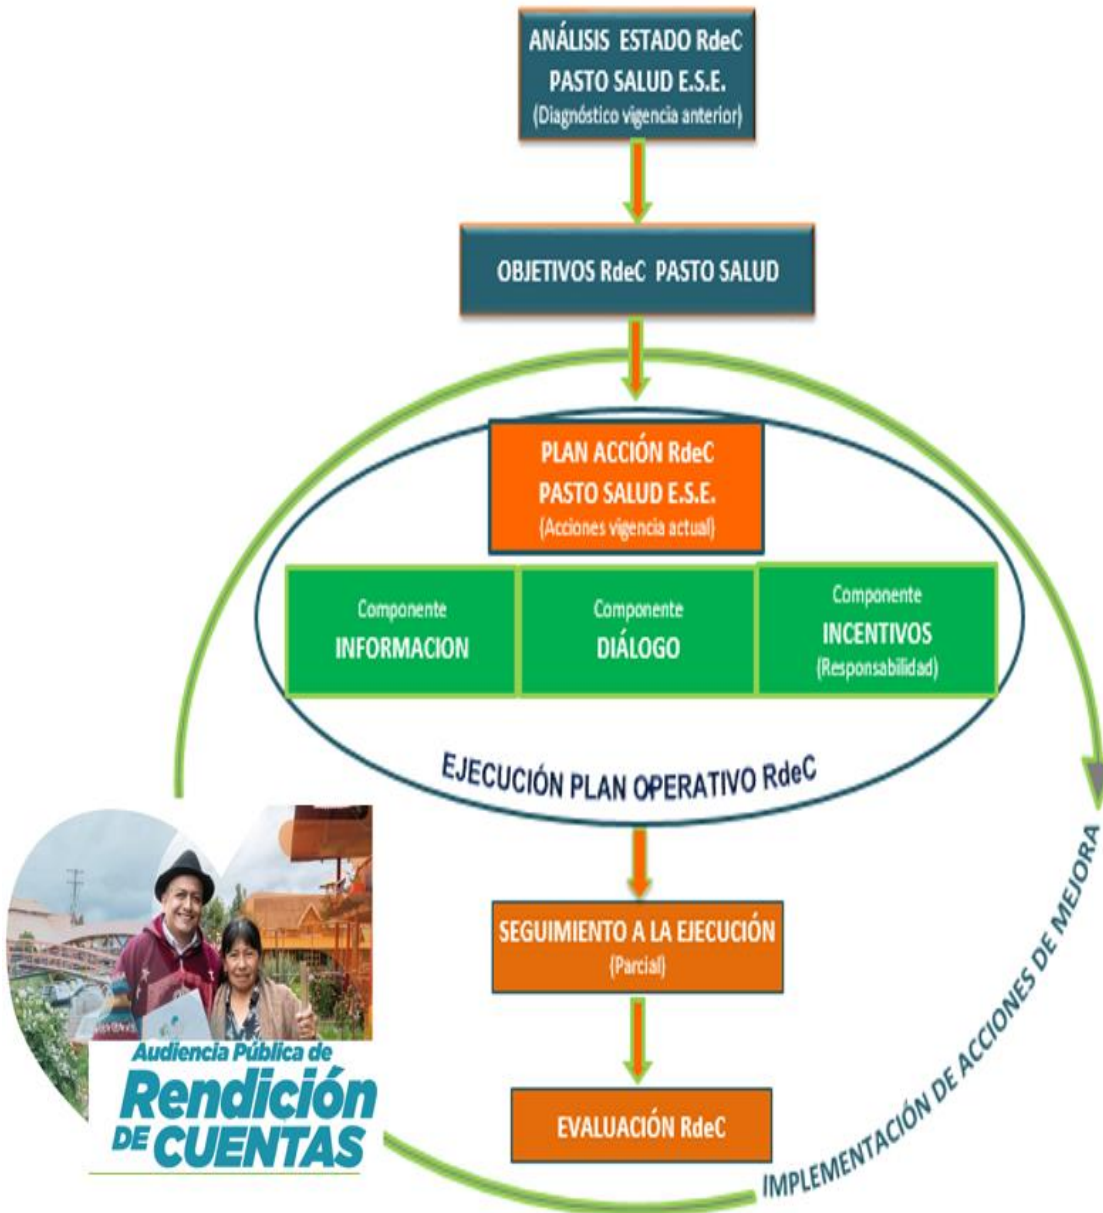 ANÁLISIS ESTADO RdeC
PASTO SALUD E.S.E.
(Diagnóstico vigencia anterior)
OBJETIVOS RdeC PASTO SALUD
PLAN ACCIÓN RdeC
PASTO SALUD E.S.E.
(Acciones vigencia actual)
Componente
INFORMACION
Componente
DIÁLOGO
Componente
INCENTIVOS
(Responsabilidad)
EJECUCIÓN PLAN OPERATIVO RdeC
SEGUIMIENTO A LA EJECUCIÓN
(Parcial)
EVALUACIÓN RdeC
IMPLEMENTACIÓN DE ACCIONES DE MEJORA
Audiencia Pública de
Rendición
DE CUENTAS